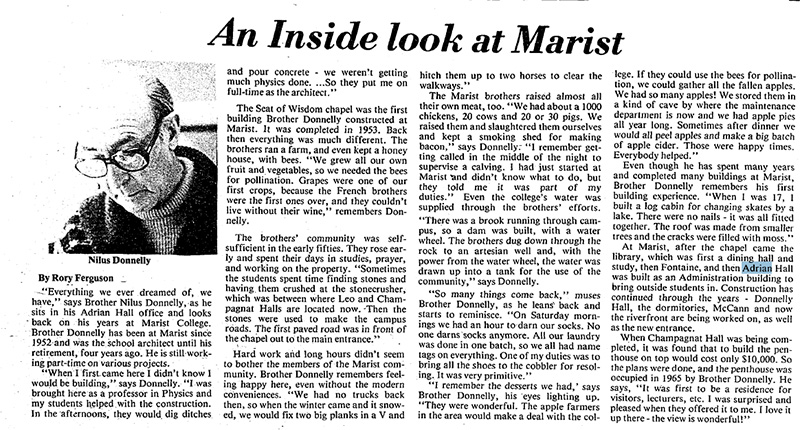 An Inside look at Marist
Nilus Donnelly
By Rory Ferguson
"Everything we ever dreamed of, we
have," says Brother Nilus Donnelly, as he
sits in his Adrian Hall office and looks
back on his years at Marist College.
Brother Donnelly has been at Marist since
1952 and was the school architect until his
retirement, four years ago. He is still work-
ing part-time on various projects.
"When I first came here I didn't know I
would be building," says Donnelly. "I was
brought here as a professor in Physics and
my students helped with the construction.
In the afternoons, they would dig ditches
and pour concrete - we weren't getting
much physics done. ...So they put me on
full-time as the architect."
The Seat of Wisdom chapel was the first
building Brother Donnelly constructed at
Marist. It was completed in 1953. Back
then everything was much different. The
brothers ran a farm, and even kept a honey
house, with bees. "We grew all our own
fruit and vegetables, so we needed the bees
for pollination. Grapes were one of our
first crops, because the French brothers
were the first ones over, and they couldn't
live without their wine," remembers Don-
nelly.
The brothers' community was self-
sufficient in the early fifties. They rose ear-
ly and spent their days in studies, prayer,
and working on the property. "Sometimes
the students spent time finding stones and
having them crushed at the stonecrusher,
which was between where Leo and Cham-
pagnat Halls are located now. Then the
stones were used to make the campus
roads. The first paved road was in front of
the chapel out to the main entrance."
Hard work and long hours didn't seem
to bother the members of the Marist com-
munity. Brother Donnelly remembers feel-
ing happy here, even without the modern
conveniences. "We had no trucks back
then, so when the winter came and it snow-
ed, we would fix two big planks in a V and
hitch them up to two horses to clear the
walkways."
The Marist brothers raised almost all
their own meat, too. "We had about a 1000
chickens, 20 cows and 20 or 30 pigs. We
raised them and slaughtered them ourselves
and kept a smoking shed for making
bacon," says Donnelly: "I remember get-
ting called in the middle of the night to
supervise a calving. I had just started at
Marist and didn't know what to do, but
they told me it was part of my
duties." Even the college's water was
supplied through the brothers' efforts.
"There was a brook running through cam-
pus, so a dam was built, with a water
wheel. The brothers dug down through the
rock to an artesian well and, with the
power from the water wheel, the water was
drawn up into a tank for the use of the
community," says Donnelly.
"So many things come back," muses
Brother Donnelly, as he leans back and
starts to reminisce. "On Saturday morn-
ings we had an hour to darn our socks. No
one darns socks anymore. All our laundry
was done in one batch, so we all had name
tags on everything. One of my duties was to
bring all the shoes to the cobbler for resol-
ing. It was very primitive."
"I remember the desserts we had,' says
Brother Donnelly, his eyes lighting up.
"They were wonderful. The apple farmers
in the area would make a deal with the col-
lege. If they could use the bees for pollina-
tion, we could gather all the fallen apples.
We had so many apples! We stored them in
a kind of cave by where the maintenance
department is now and we had apple pies
all year long. Sometimes after dinner we
would all peel apples and make a big batch
of apple cider. Those were happy times.
Everybody helped."
Even though he has spent many years
and completed many buildings at Marist,
Brother Donnelly remembers his first
building experience. "When I was 17, I
built a log cabin for changing skates by a
lake. There were no nails - it was all fitted
together. The roof was made from smaller
trees and the cracks were filled with moss."
At Marist, after the chapel came the
library, which was first a dining hall and
study, then Fontaine, and then Adrian Hall
was built as an Administration building to
bring outside students in. Construction has
continued through the years - Donnelly
Hall, the dormitories, McCann and now
the riverfront are being worked on, as well
as the new entrance.
When Champagnat Hall was being com-
pleted, it was found that to build the pen-
thouse on top would cost only $10,000. So
the plans were done, and the penthouse was
occupied in 1965 by Brother Donnelly. He
says, "It was first to be a residence for
visitors, lecturers, etc. I was surprised and
pleased when they offered it to me. I love it
up there - the view is wonderful!"